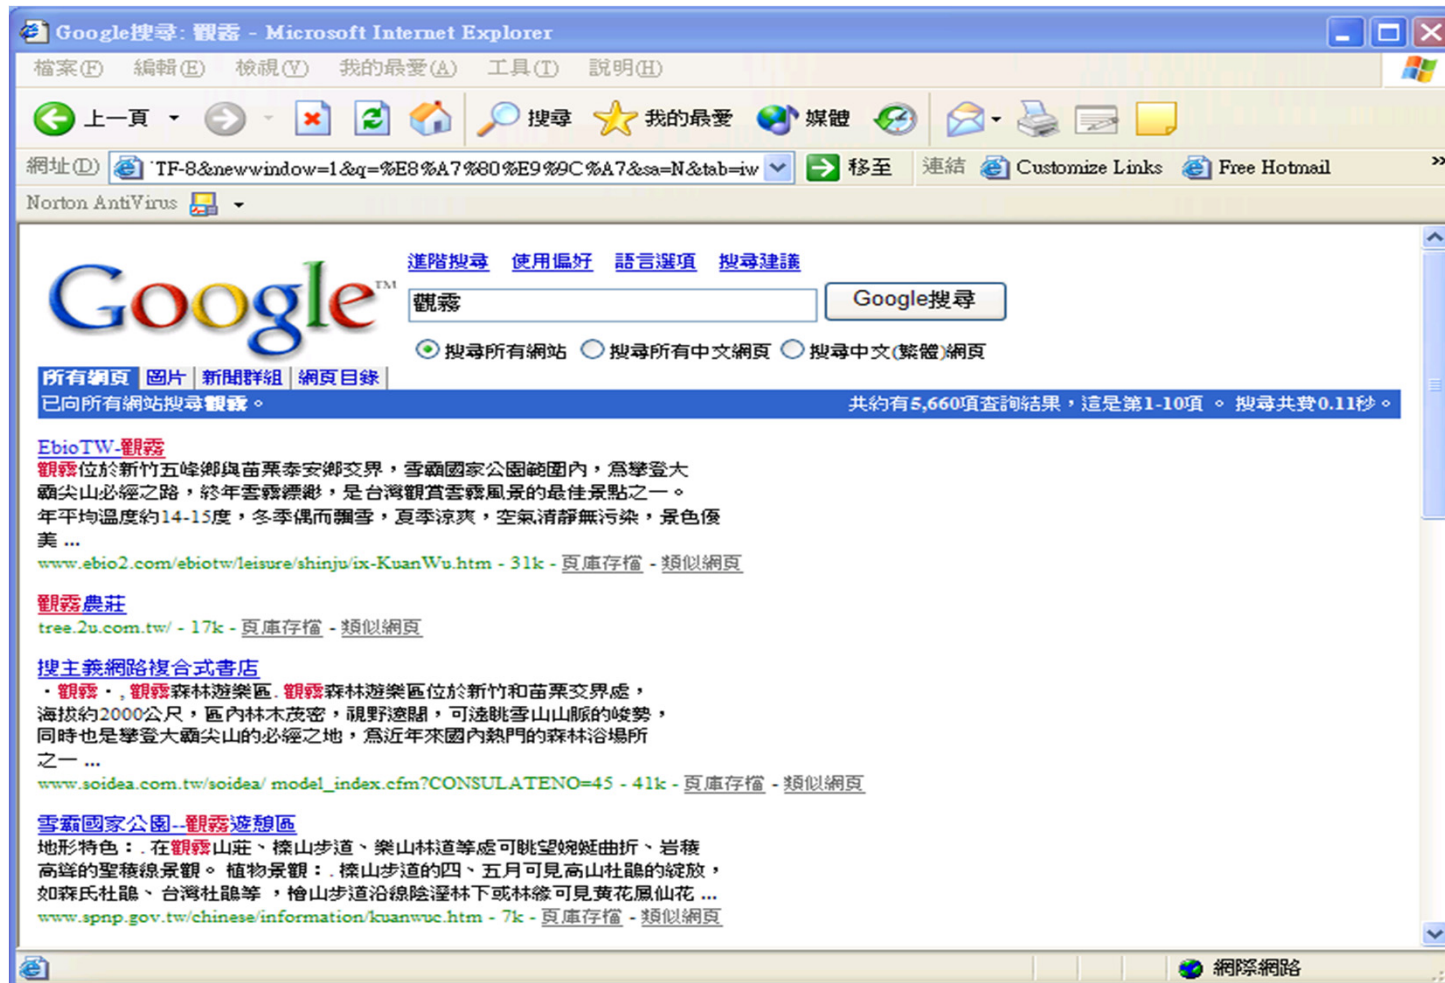 Google搜尋: 觀霧 - Microsoft Internet Explorer
檔案(F) 編輯(E) 檢視(V) 我的最愛(A) 工具(T) 說明(H)
上一頁 搜尋 我的最愛 媒體
網址(D) TF-8&newwindow=1&q=%E8%A7%80%E9%9C%A7&sa=N&tab=iw 移至 連結 Customize Links Free Hotmail »
Norton AntiVirus
進階搜尋 使用偏好 語言選項 搜尋建議
Google™ 觀霧 Google搜尋
搜尋所有網站 搜尋所有中文網頁 搜尋中文(繁體)網頁
所有網頁 圖片 新聞群組 網頁目錄
已向所有網站搜尋觀霧。 共約有5,660項查詢結果,這是第1-10項 。 搜尋共費0.11秒。
EbioTW-觀霧
觀霧位於新竹五峰鄉與苗栗泰安鄉交界,雪霸國家公園範圍內,為攀登大
霸尖山必經之路,終年雲霧縹緲,是台灣觀賞雲霧風景的最佳景點之一。
年平均溫度約14-15度,冬季偶而飄雪,夏季涼爽,空氣清靜無污染,景色優
美 ...
www.ebio2.com/ebiotw/leisure/shinju/ix-KuanWu.htm - 31k - 頁庫存檔 - 類似網頁
觀霧農莊
tree.2u.com.tw/ - 17k - 頁庫存檔 - 類似網頁
搜主義網路複合式書店
・觀霧・, 觀霧森林遊樂區. 觀霧森林遊樂區位於新竹和苗栗交界處,
海拔約2000公尺,區內林木茂密,視野遼闊,可遠眺雪山山脈的峻勢,
同時也是攀登大霸尖山的必經之地,為近年來國內熱門的森林浴場所
之一 ...
www.soidea.com.tw/soidea/ model_index.cfm?CONSULATENO=45 - 41k - 頁庫存檔 - 類似網頁
雪霸國家公園--觀霧遊憩區
地形特色:. 在觀霧山莊、榛山步道、樂山林道等處可眺望蜿蜒曲折、岩稜
高聳的聖稜線景觀。 植物景觀:. 榛山步道的四、五月可見高山杜鵑的綻放,
如森氏杜鵑、台灣杜鵑等 ,檜山步道沿線陰溼林下或林緣可見黃花鳳仙花 ...
www.spnp.gov.tw/chinese/information/kuanwuc.htm - 7k - 頁庫存檔 - 類似網頁
網際網路